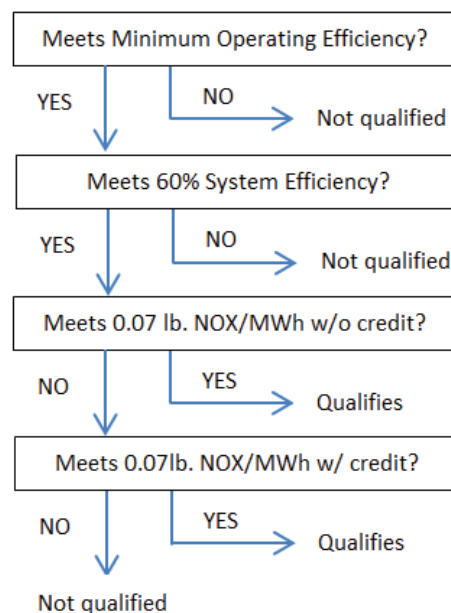 Meets Minimum Operating Efficiency?
YES
NO
Not qualified
Meets 60% System Efficiency?
YES
NO
Not qualified
Meets 0.07 lb. NOX/MWh w/o credit?
NO
YES
Qualifies
Meets 0.07lb. NOX/MWh w/ credit?
NO
YES
Qualifies
Not qualified